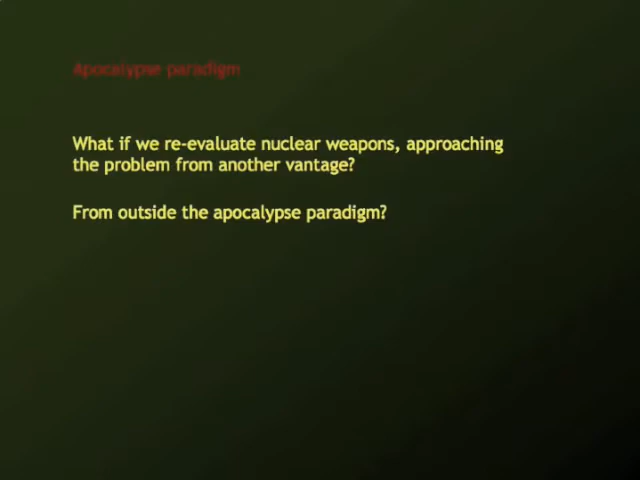 Apocalypse paradigm
What if we re-evaluate nuclear weapons, approaching
the problem from another vantage?
From outside the apocalypse paradigm?